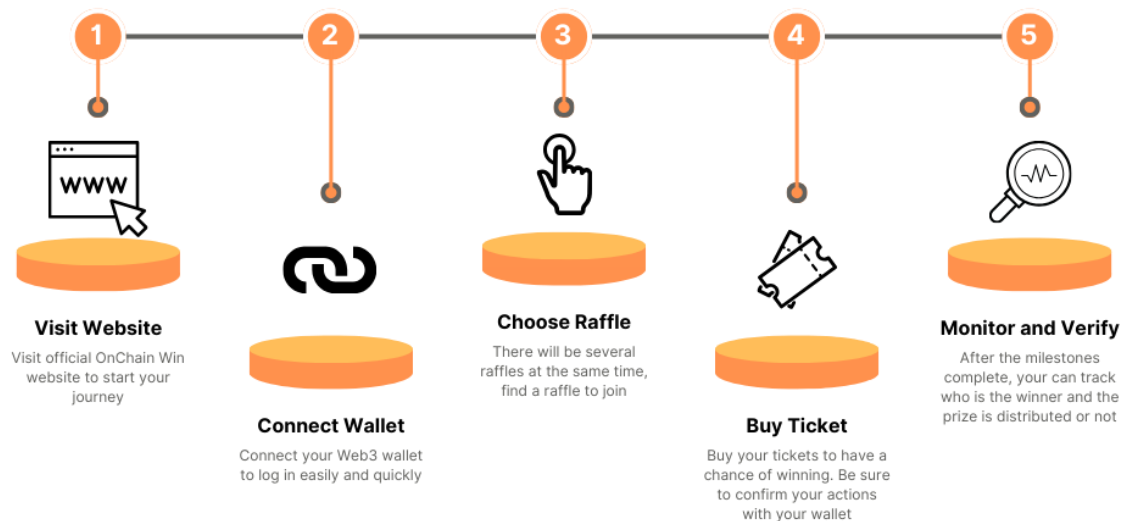 1
2
3
4
5
WWW
Visit Website
Visit official OnChain Win
website to start your
journey
Connect Wallet
Connect your Web3 wallet
to log in easily and quickly
Choose Raffle
There will be several
raffles at the same time,
find a raffle to join
Buy Ticket
Buy your tickets to have a
chance of winning. Be sure
to confirm your actions
with your wallet
Monitor and Verify
After the milestones
complete, your can track
who is the winner and the
prize is distributed or not